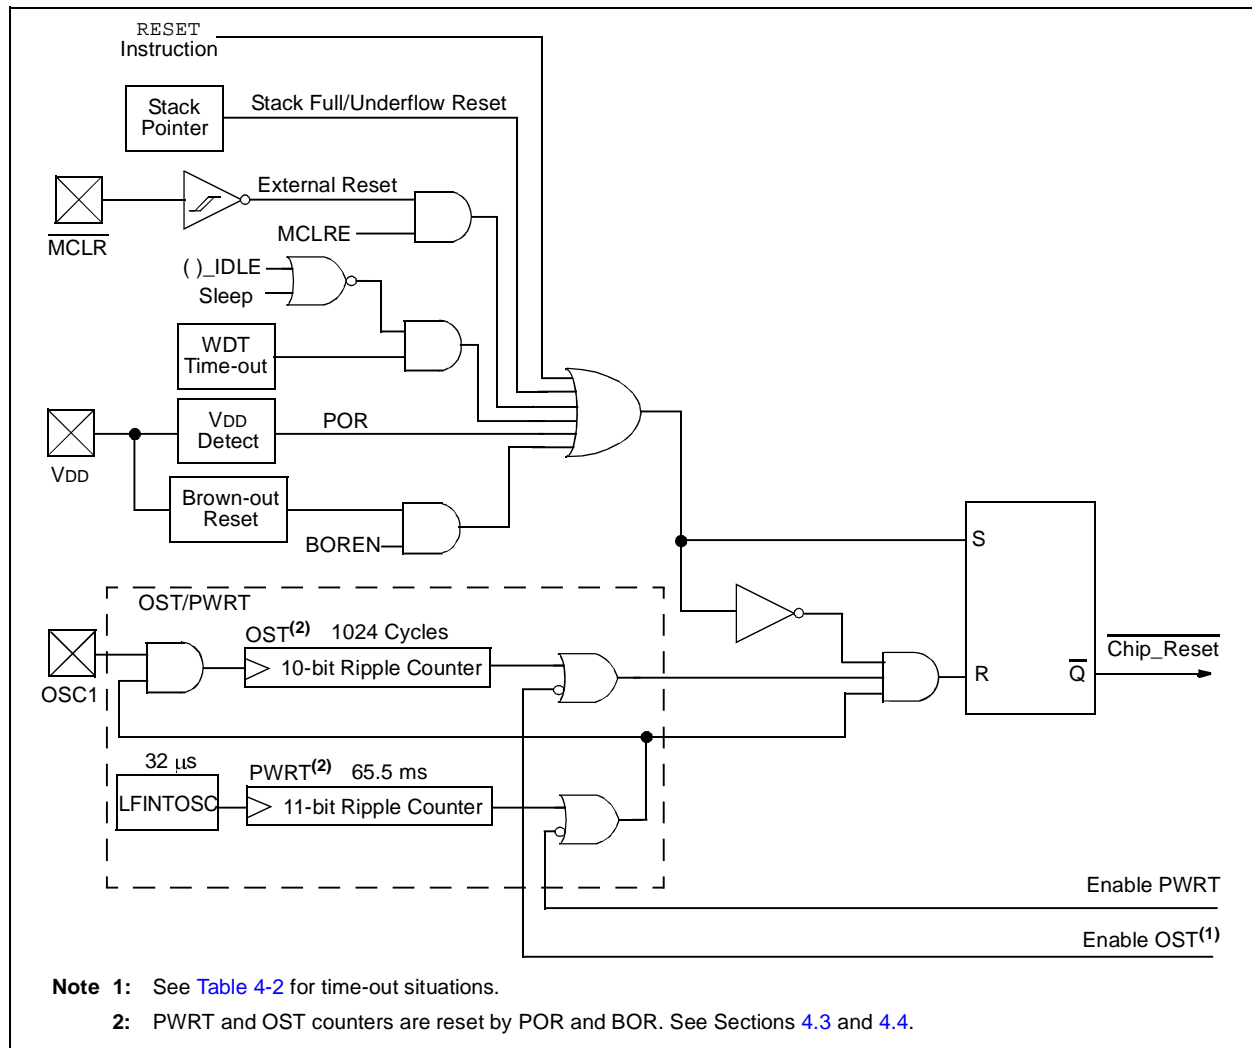 RESET
Instruction
Stack
Pointer
Stack Full/Underflow Reset
External Reset
MCLR
MCLRE
( )_IDLE
Sleep
WDT
Time-out
VDD
Detect
POR
VDD
Brown-out
Reset
BOREN
S
OST/PWRT
OST(2) 1024 Cycles
10-bit Ripple Counter
OSC1
R
Q
Chip_Reset
32 μs
LFINTOSC
PWRT(2) 65.5 ms
11-bit Ripple Counter
Enable PWRT
Enable OST(1)
Note 1: See Table 4-2 for time-out situations.
2: PWRT and OST counters are reset by POR and BOR. See Sections 4.3 and 4.4.